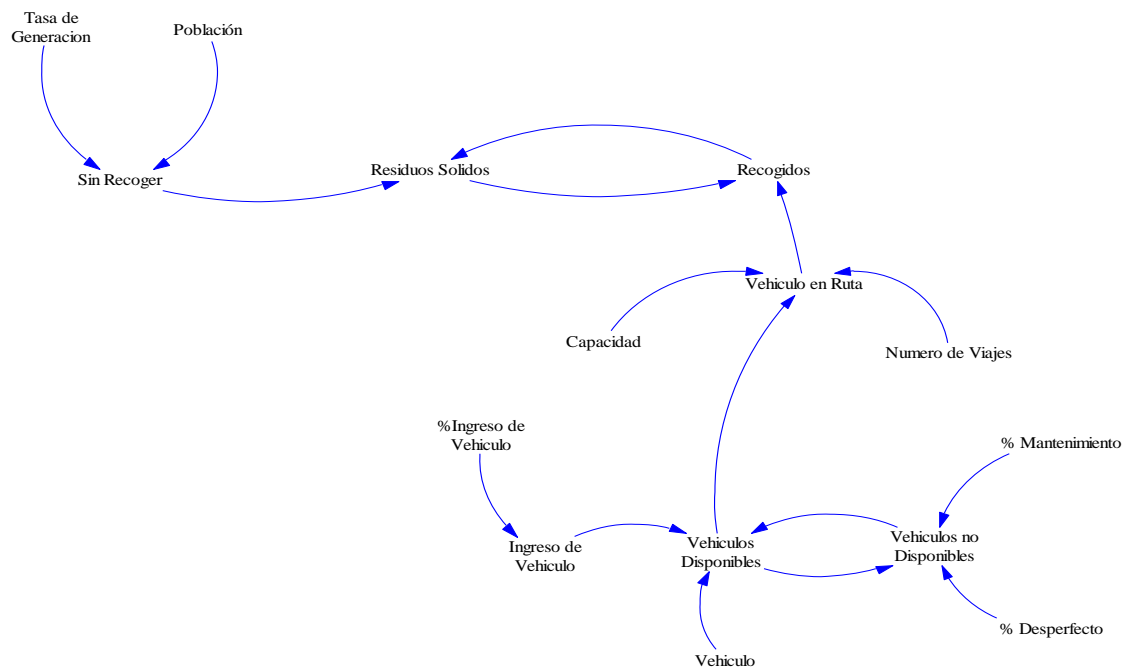 Tasa de
Generacion
Población
Sin Recoger
Residuos Solidos
Recogidos
Vehiculo en Ruta
Capacidad
Numero de Viajes
%Ingreso de
Vehiculo
% Mantenimiento
Ingreso de
Vehiculo
Vehiculos
Disponibles
Vehiculos no
Disponibles
% Desperfecto
Vehiculo